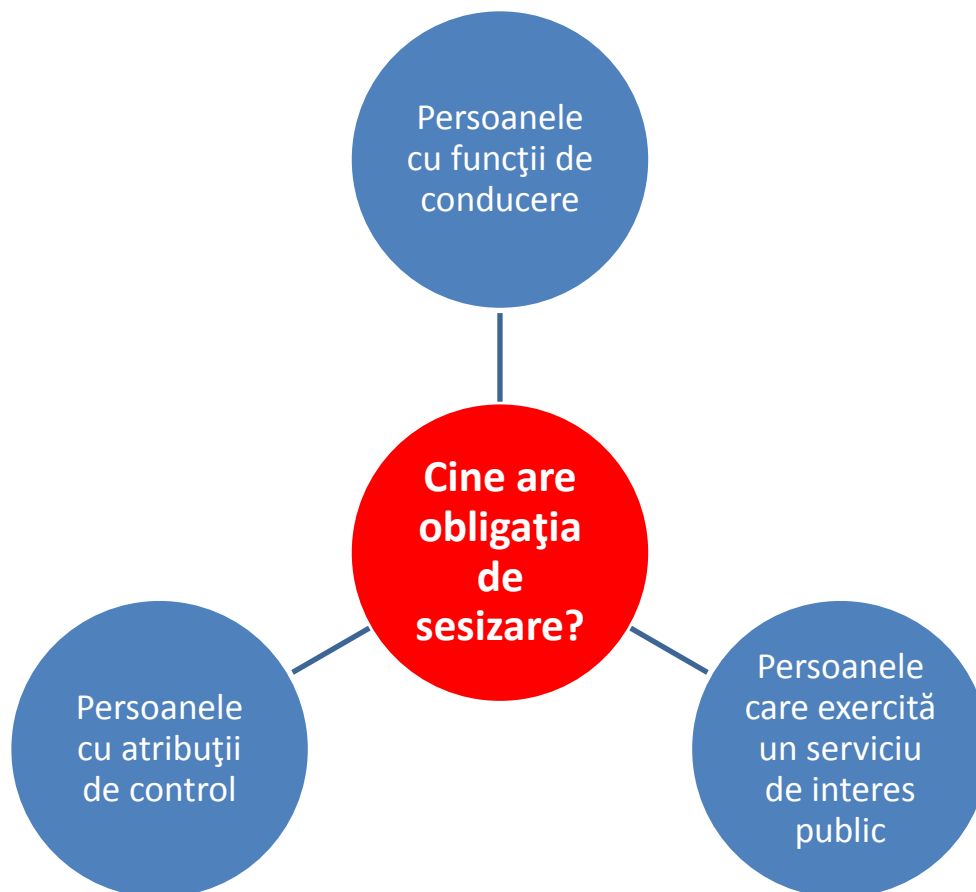 Persoanele
cu funcţii de
conducere
Cine are
obligaţia
de
sesizare?
Persoanele
cu atribuţii
de control
Persoanele
care exercită
un serviciu
de interes
public